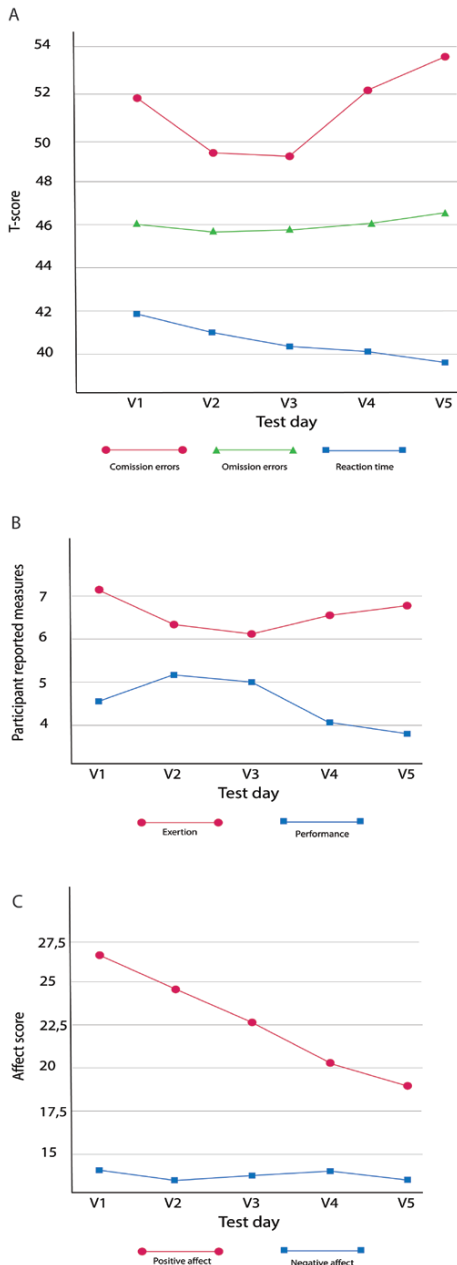 A
54
52
50
48
46
44
42
40
T-score
V1 V2 V3 V4 V5
Test day
Comission errors Omission errors Reaction time
B
7
6
5
4
Participant reported measures
V1 V2 V3 V4 V5
Test day
Exertion Performance
C
27,5
25
22,5
20
17,5
15
Affect score
V1 V2 V3 V4 V5
Test day
Positive affect Negative affect